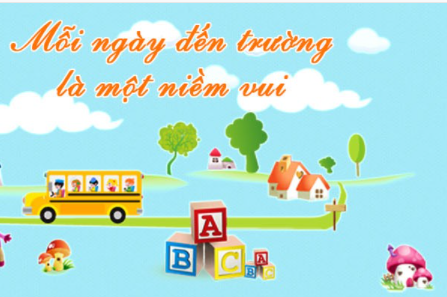 Mỗi ngày đến trường
là một niềm vui
A
B C B A C